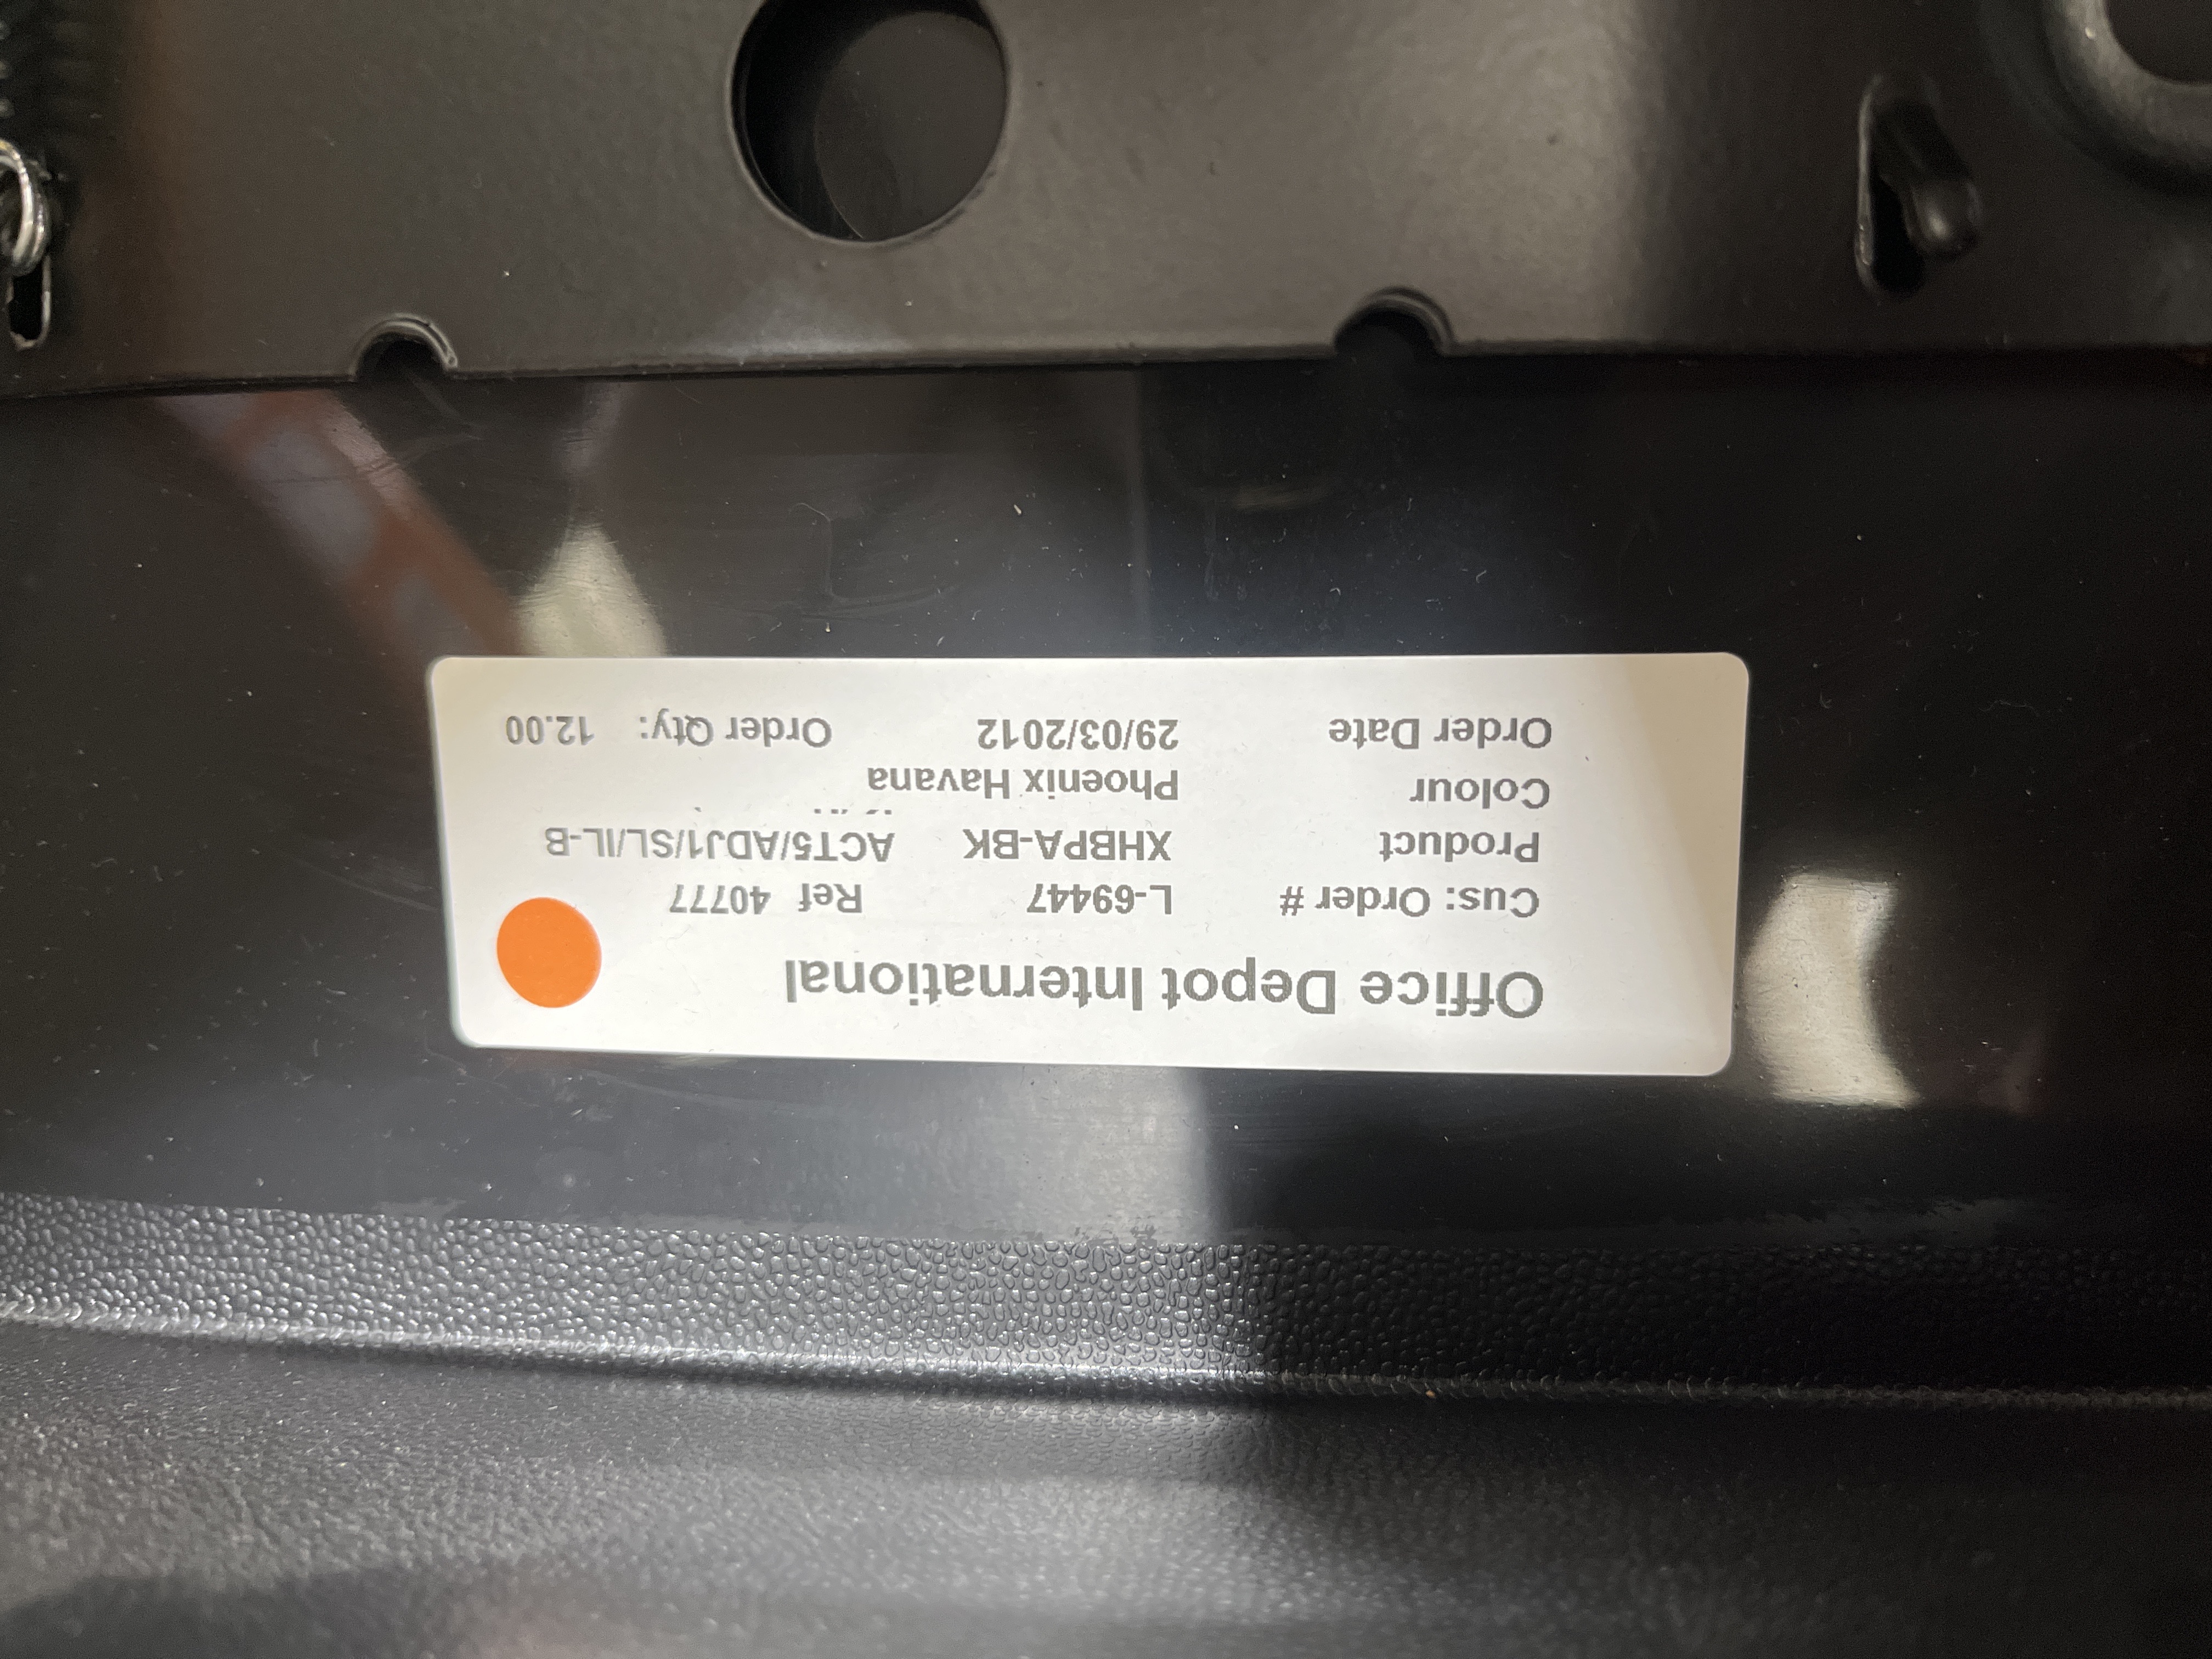 Office Depot International
Cus: Order # L-69447 Ref 40777
Product XHBPA-BK ACT5/ADJ1/SL/IL-B
Colour Phoenix Havana
Order Date 29/03/2012 Order Qty: 12.00